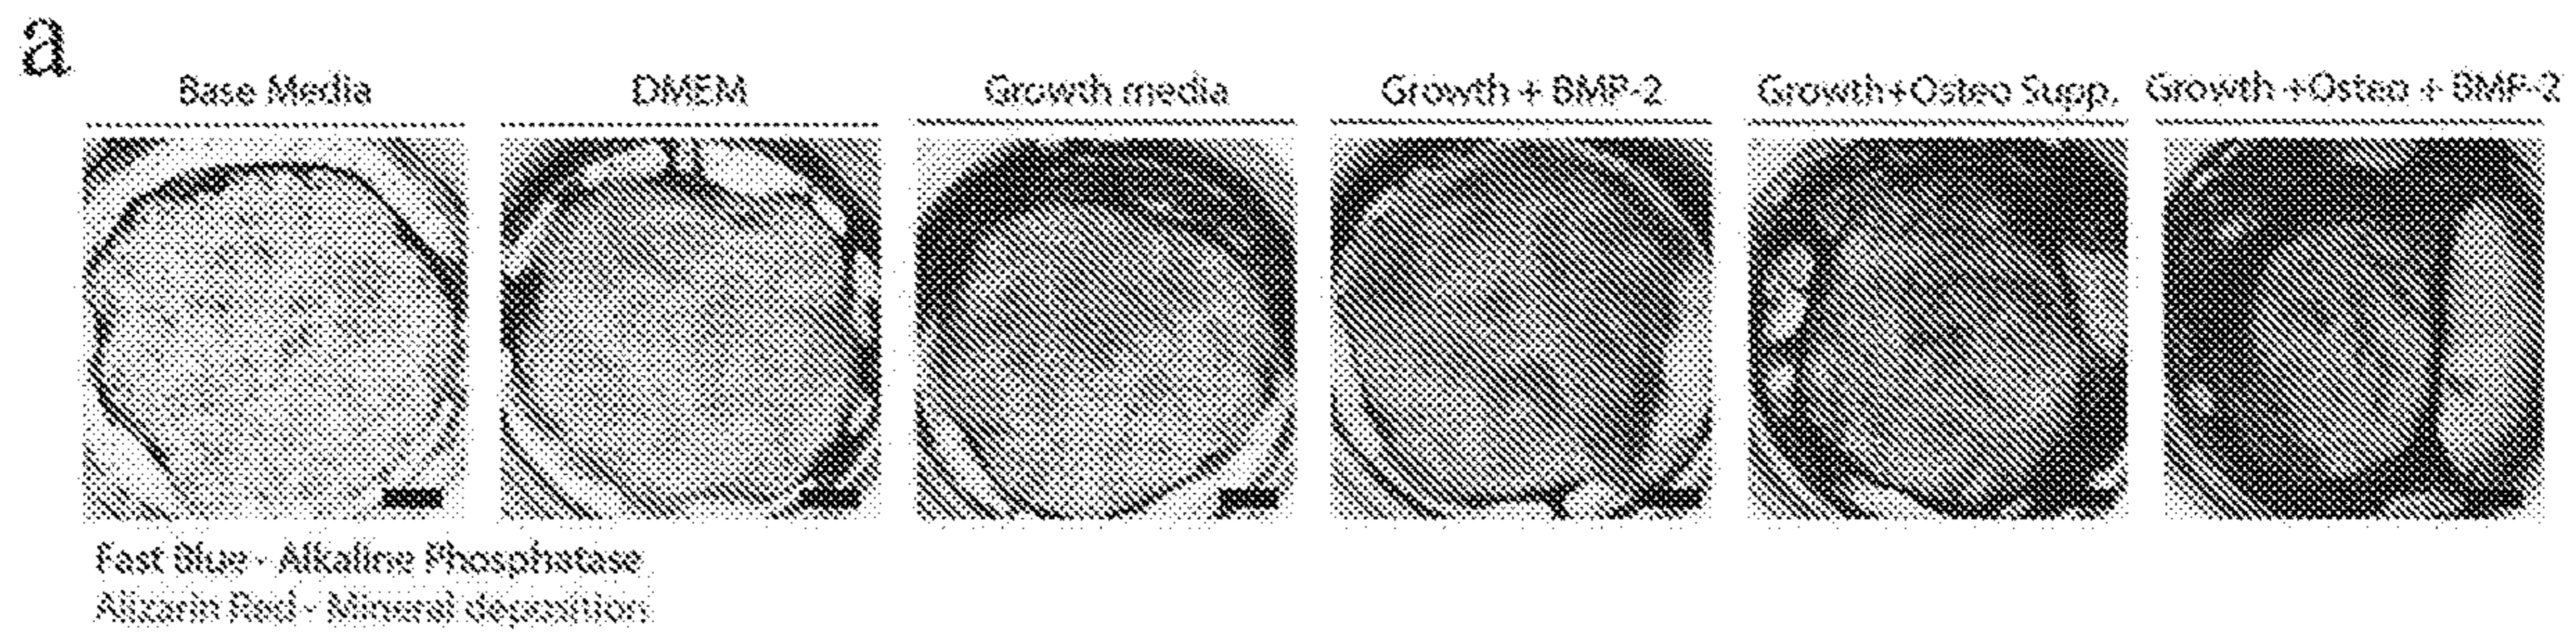 a
Base Media
DMEM
Growth media
Growth + BMP-2
Growth+Osteo Supp.
Growth +Osteo + BMP-2
Fast Blue - Alkaline Phosphatase
Alizarin Red - Mineral deposition